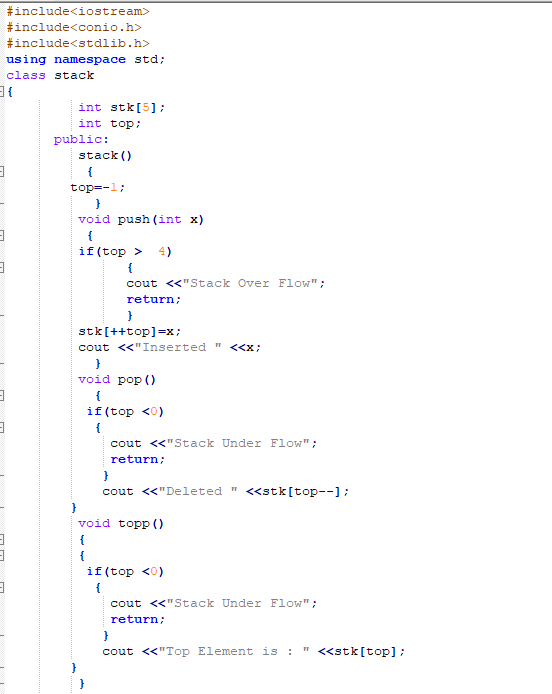 #include<iostream>
#include<conio.h>
#include<stdlib.h>
using namespace std;
class stack
{
int stk[5];
int top;
public:
stack()
{
top=-1;
}
void push(int x)
{
if(top >  4)
{
cout <<"Stack Over Flow";
return;
}
stk[++top]=x;
cout <<"Inserted " <<x;
}
void pop()
{
if(top <0)
{
cout <<"Stack Under Flow";
return;
}
cout <<"Deleted " <<stk[top--];
}
void topp()
{
{
if(top <0)
{
cout <<"Stack Under Flow";
return;
}
cout <<"Top Element is : " <<stk[top];
}
}